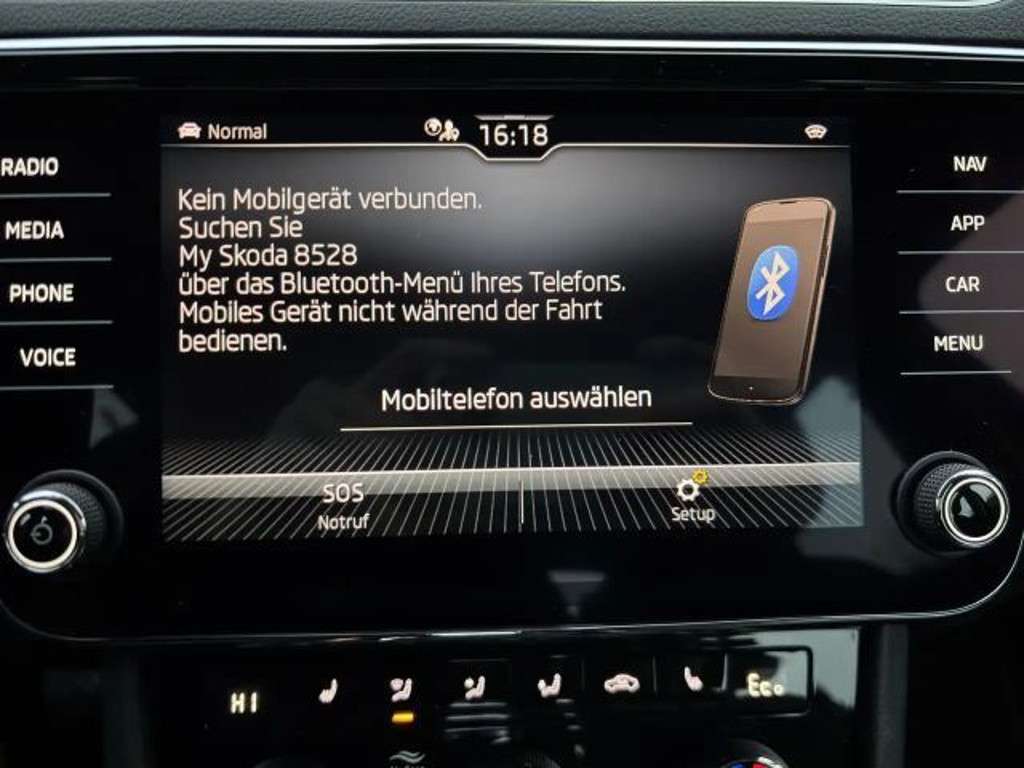 Normal
16:18
RADIO
MEDIA
PHONE
VOICE
Kein Mobilgerät verbunden.
Suchen Sie
My Skoda 8528
über das Bluetooth-Menü Ihres Telefons.
Mobiles Gerät nicht während der Fahrt
bedienen.
Mobiltelefon auswählen
SOS
Notruf
Setup
NAV
APP
CAR
MENU
HI
Eco